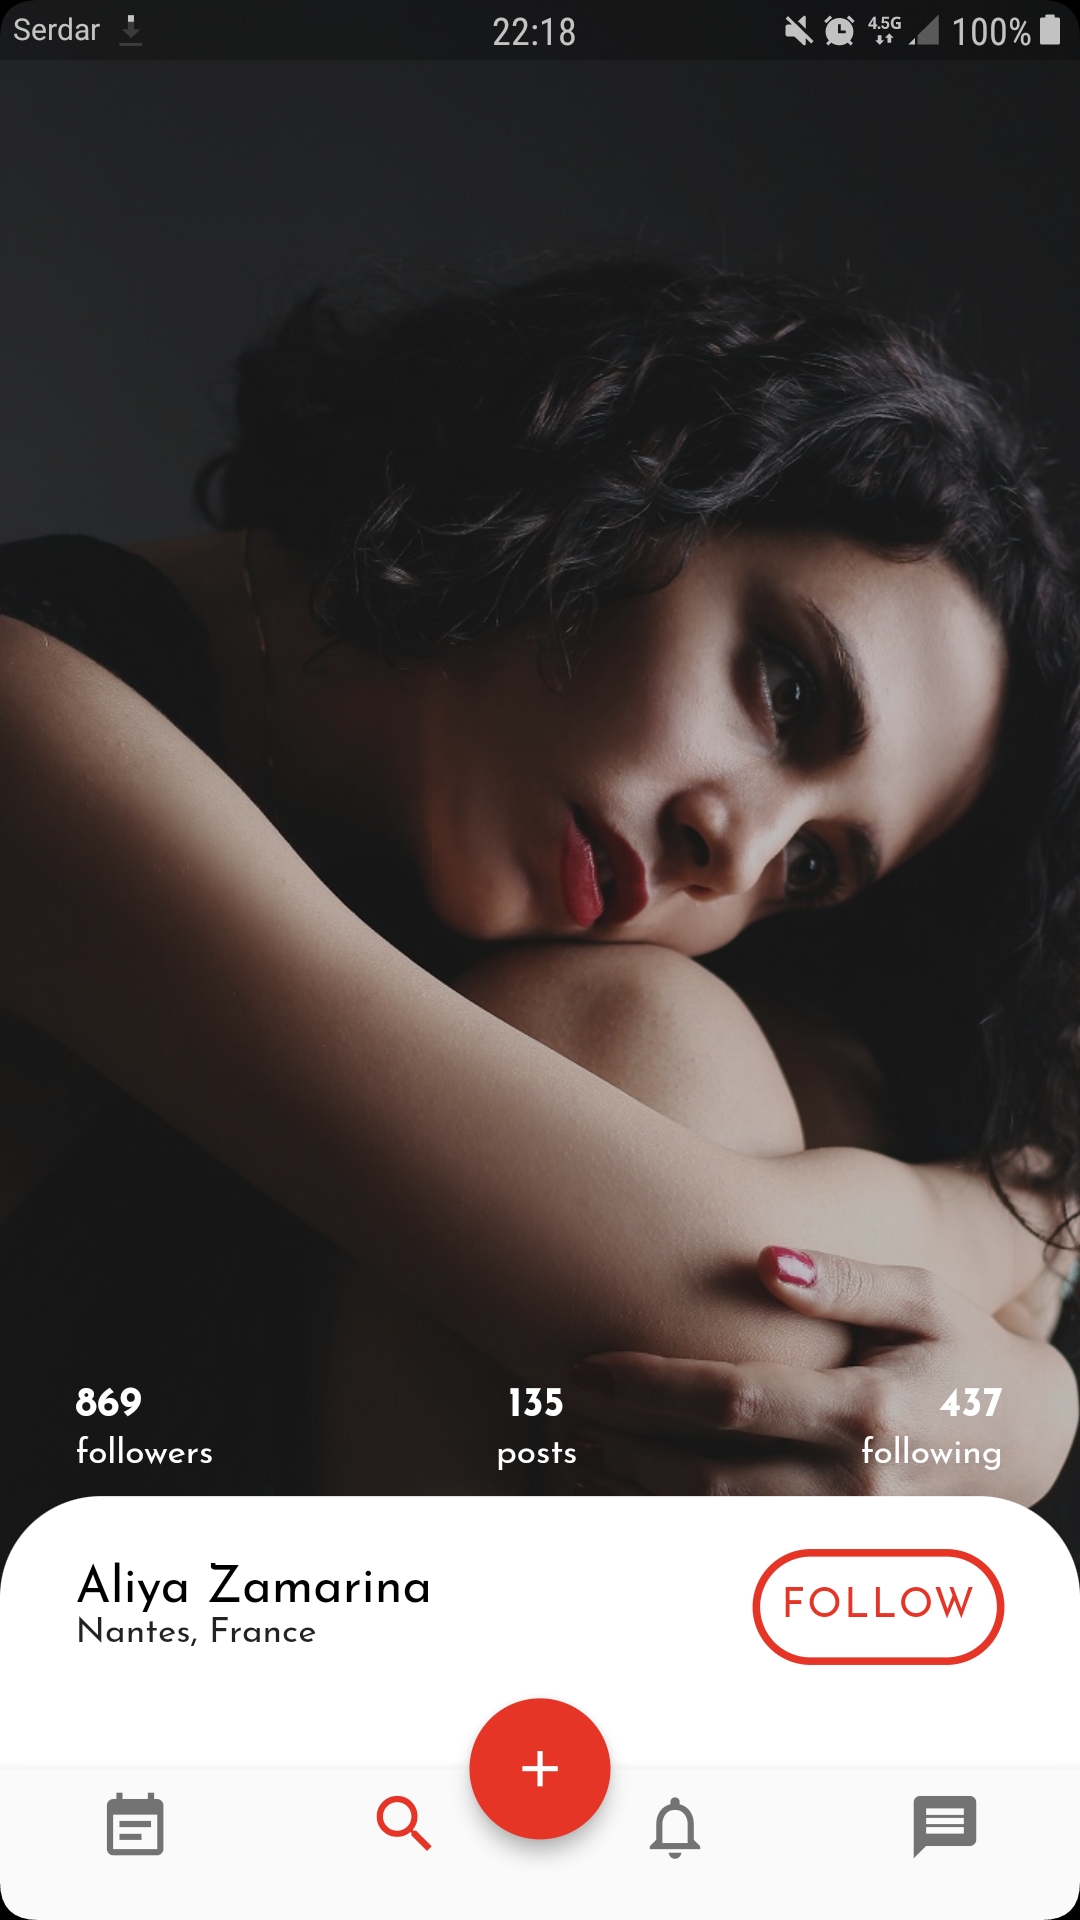 Serdar
22:18
4.5G
100%
869
followers
135
posts
437
following
Aliya Zamarina
Nantes, France
FOLLOW
+